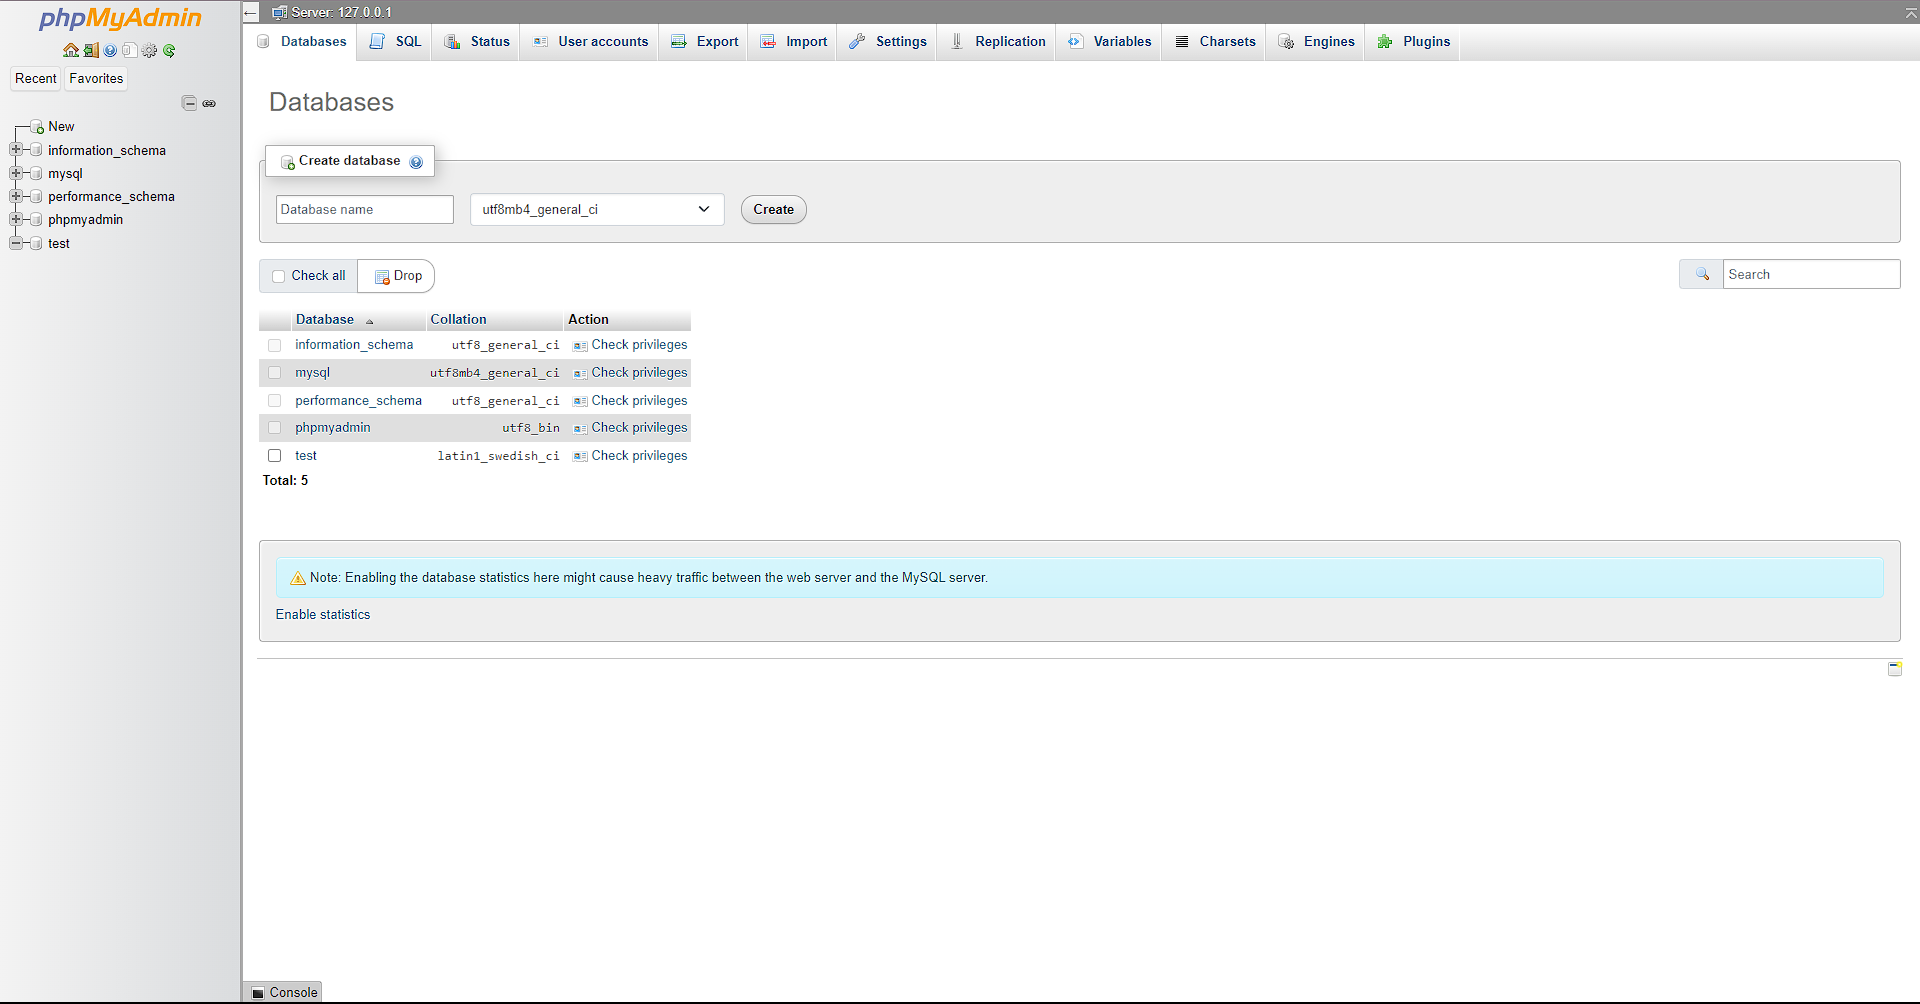 phpMyAdmin
Recent
Favorites
New
information_schema
mysql
performance_schema
phpmyadmin
test
Server: 127.0.0.1
Databases
SQL
Status
User accounts
Export
Import
Settings
Replication
Variables
Charsets
Engines
Plugins
Databases
Create database
Database name
utf8mb4_general_ci
Create
Check all
Drop
Search
Database Collation Action
information_schema utf8_general_ci Check privileges
mysql utf8mb4_general_ci Check privileges
performance_schema utf8_general_ci Check privileges
phpmyadmin utf8_bin Check privileges
test latin1_swedish_ci Check privileges
Total: 5
Note: Enabling the database statistics here might cause heavy traffic between the web server and the MySQL server.
Enable statistics
Console